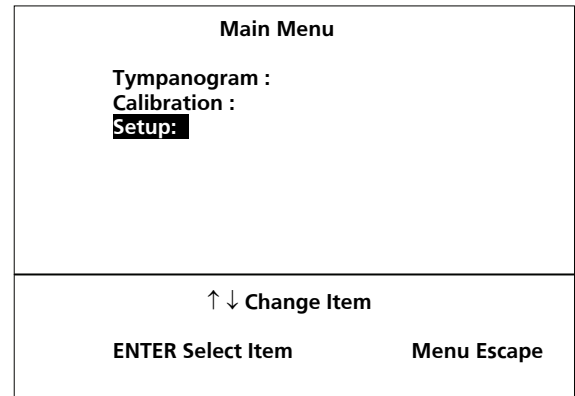 Main Menu
Tympanogram :
Calibration :
Setup:
↑ ↓ Change Item
ENTER Select Item Menu Escape